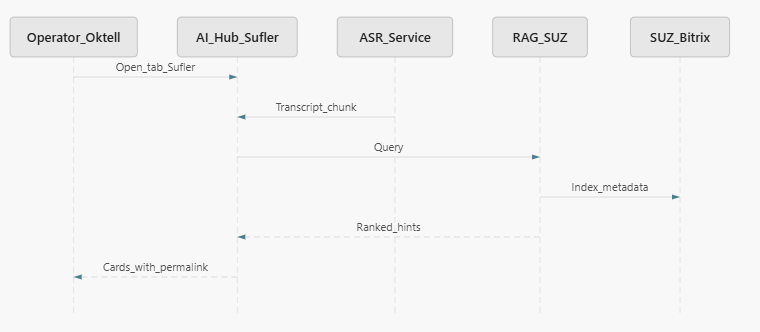 Operator_Oktell
AI_Hub_Sufler
ASR_Service
RAG_SUZ
SUZ_Bitrix
Open_tab_Sufler
Transcript_chunk
Query
Index_metadata
Ranked_hints
Cards_with_permalink